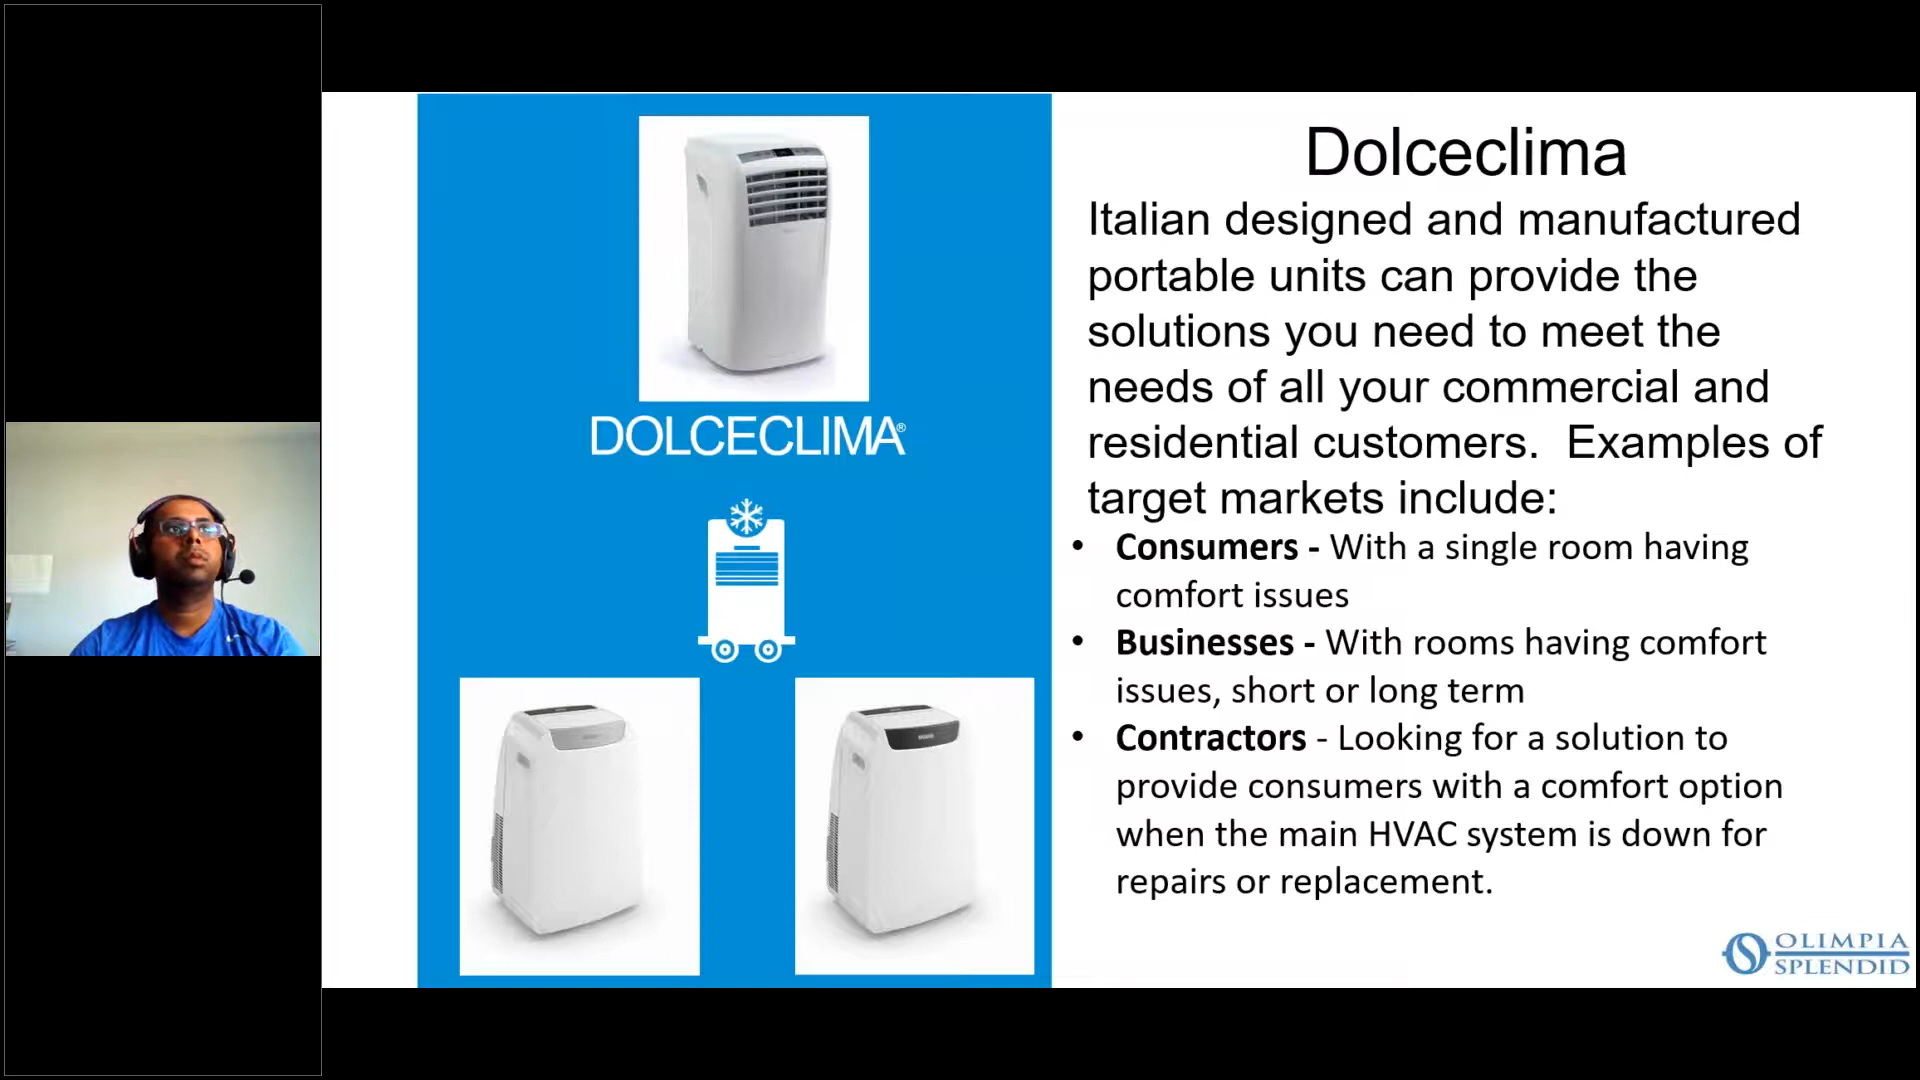 DOLCECLIMA®
Dolceclima
Italian designed and manufactured
portable units can provide the
solutions you need to meet the
needs of all your commercial and
residential customers.  Examples of
target markets include:
• Consumers - With a single room having
comfort issues
• Businesses - With rooms having comfort
issues, short or long term
• Contractors - Looking for a solution to
provide consumers with a comfort option
when the main HVAC system is down for
repairs or replacement.
OLIMPIA
SPLENDID